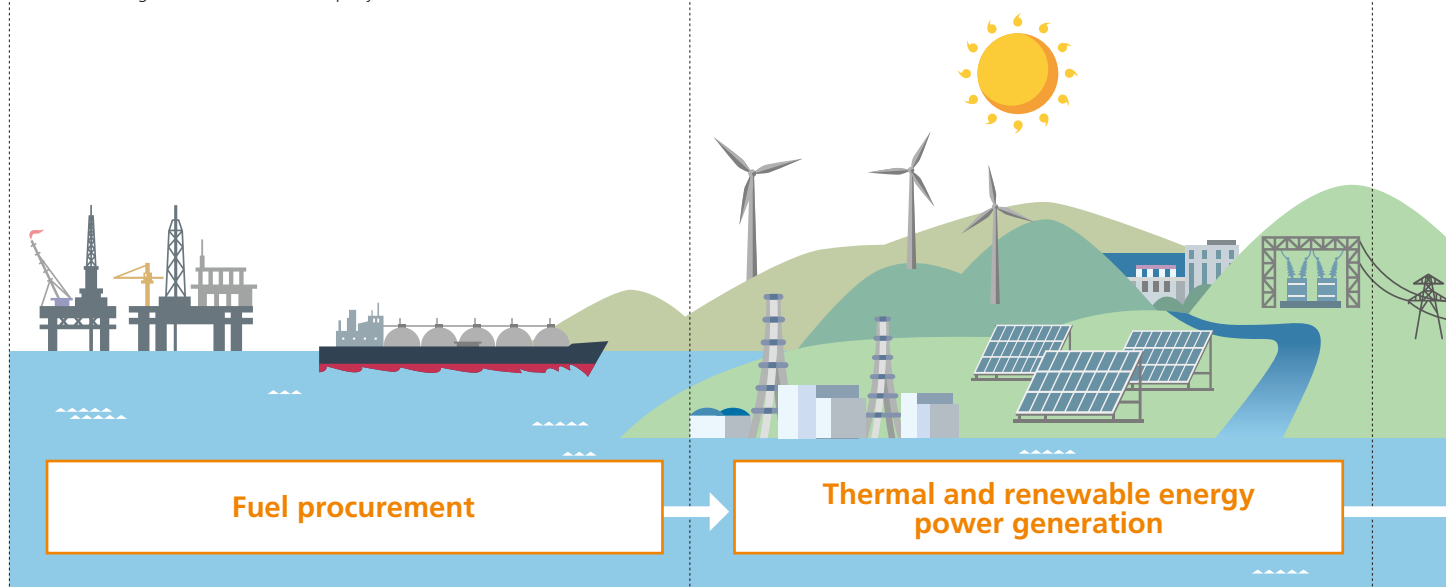 Fuel procurement
Thermal and renewable energy
power generation